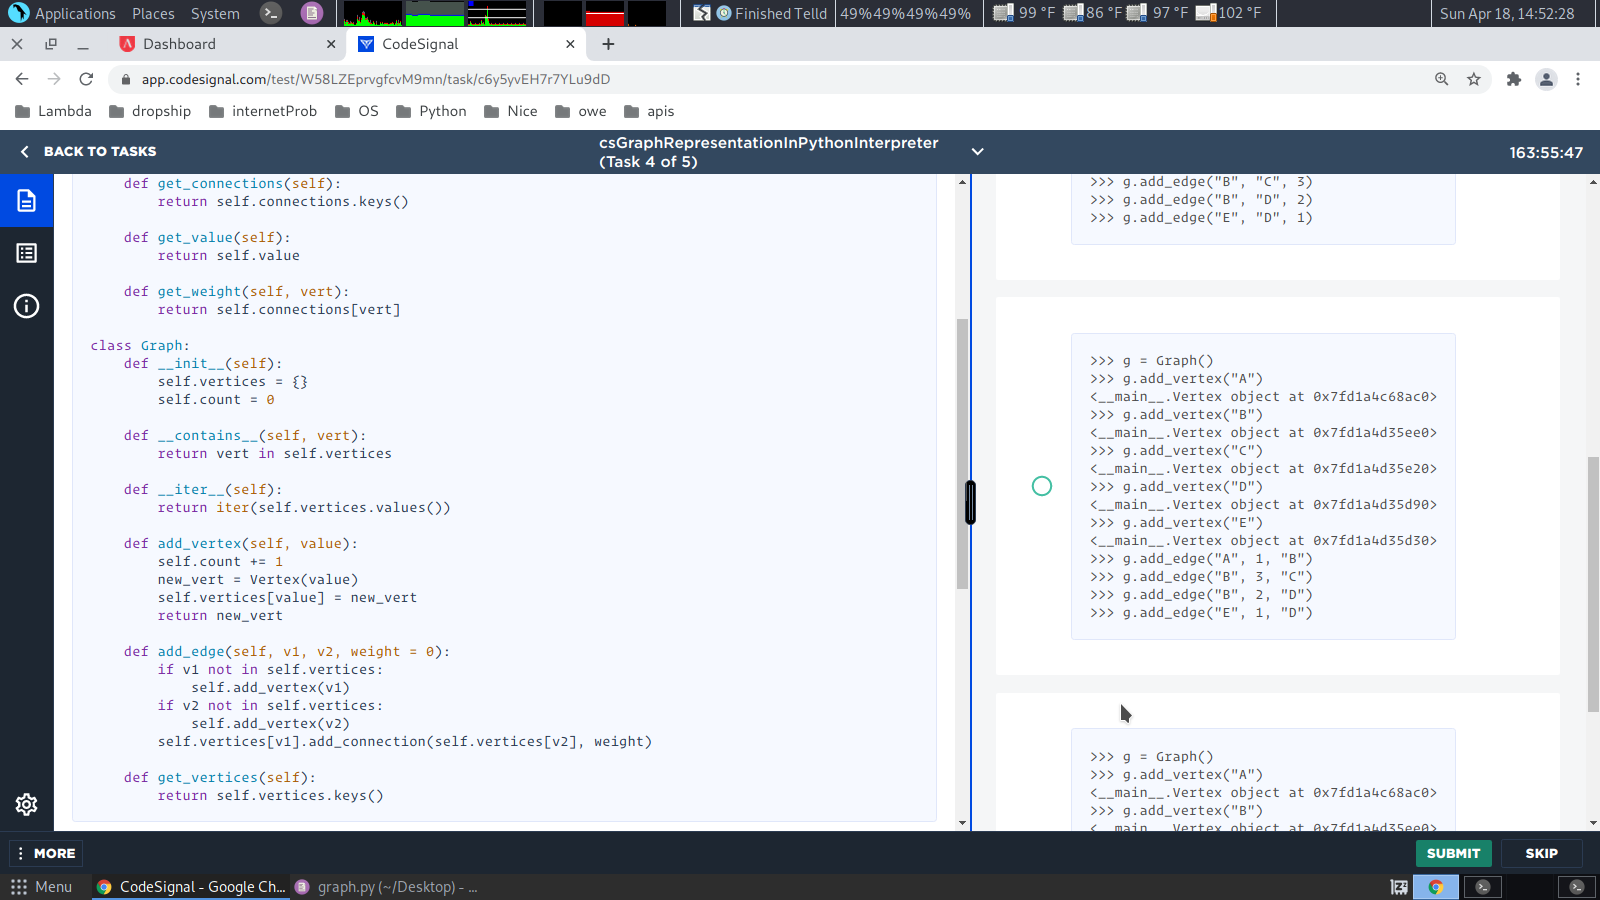 Applications Places System Finished Telld 49%49%49%49% 99 °F 86 °F 97 °F 102 °F Sun Apr 18, 14:52:28
Dashboard CodeSignal
app.codesignal.com/test/W58LZEprvgfcvM9mn/task/c6y5yvEH7r7YLu9dD
Lambda dropship internetProb OS Python Nice owe apis
BACK TO TASKS
csGraphRepresentationInPythonInterpreter
(Task 4 of 5)
163:55:47
def get_connections(self):
return self.connections.keys()
def get_value(self):
return self.value
def get_weight(self, vert):
return self.connections[vert]
class Graph:
def __init__(self):
self.vertices = {}
self.count = 0
def __contains__(self, vert):
return vert in self.vertices
def __iter__(self):
return iter(self.vertices.values())
def add_vertex(self, value):
self.count += 1
new_vert = Vertex(value)
self.vertices[value] = new_vert
return new_vert
def add_edge(self, v1, v2, weight = 0):
if v1 not in self.vertices:
self.add_vertex(v1)
if v2 not in self.vertices:
self.add_vertex(v2)
self.vertices[v1].add_connection(self.vertices[v2], weight)
def get_vertices(self):
return self.vertices.keys()
>>> g.add_edge("B", "C", 3)
>>> g.add_edge("B", "D", 2)
>>> g.add_edge("E", "D", 1)
>>> g = Graph()
>>> g.add_vertex("A")
<__main__.Vertex object at 0x7fd1a4c68ac0>
>>> g.add_vertex("B")
<__main__.Vertex object at 0x7fd1a4d35ee0>
>>> g.add_vertex("C")
<__main__.Vertex object at 0x7fd1a4d35e20>
>>> g.add_vertex("D")
<__main__.Vertex object at 0x7fd1a4d35d90>
>>> g.add_vertex("E")
<__main__.Vertex object at 0x7fd1a4d35d30>
>>> g.add_edge("A", 1, "B")
>>> g.add_edge("B", 3, "C")
>>> g.add_edge("B", 2, "D")
>>> g.add_edge("E", 1, "D")
>>> g = Graph()
>>> g.add_vertex("A")
<__main__.Vertex object at 0x7fd1a4c68ac0>
>>> g.add_vertex("B")
<__main__.Vertex object at 0x7fd1a4d35ee0>
MORE SUBMIT SKIP
Menu CodeSignal - Google Ch... graph.py (~/Desktop) - ...